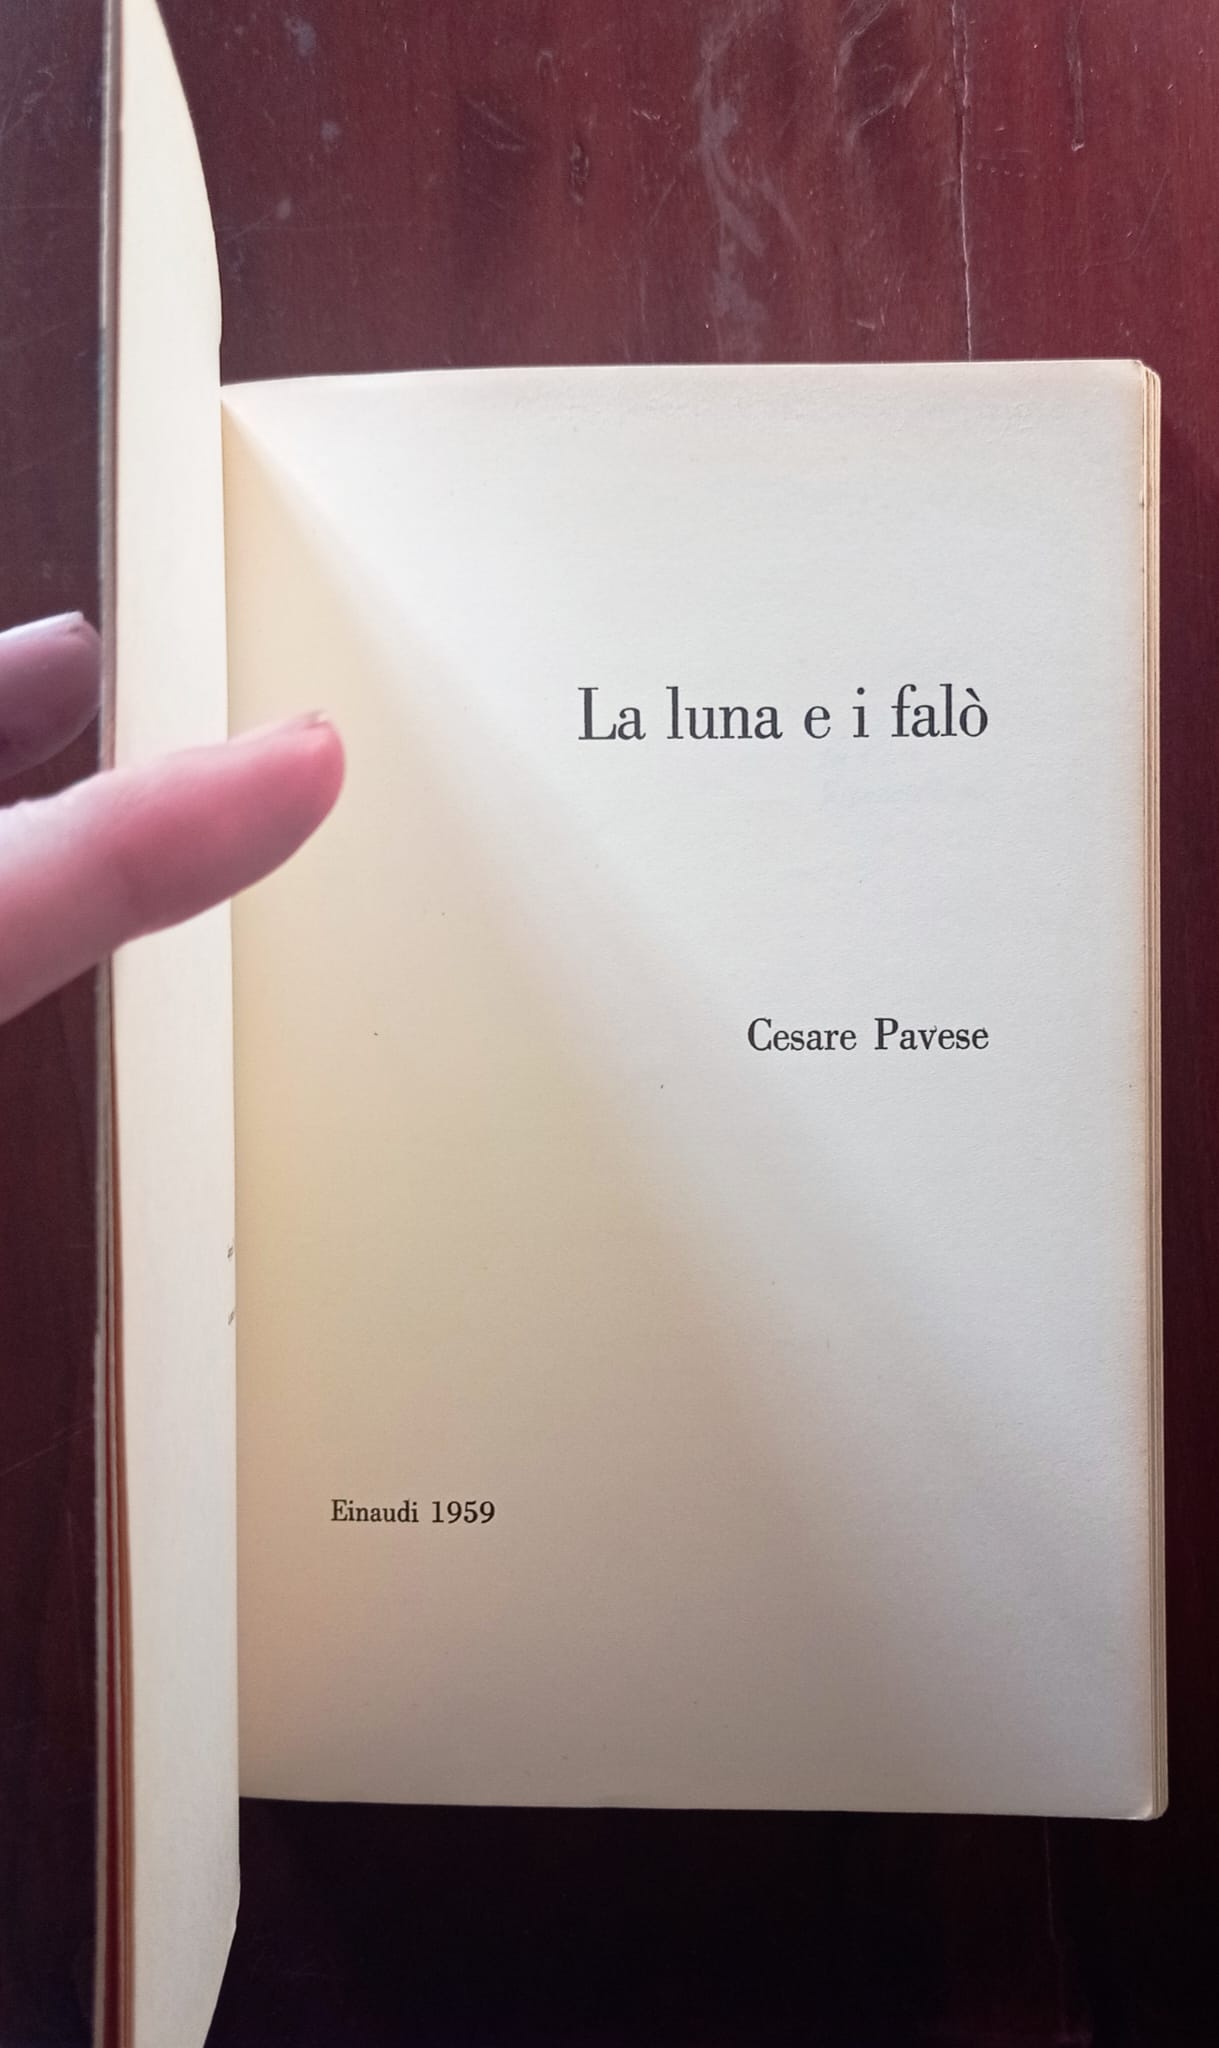 La luna e i falò
Cesare Pavese
Einaudi 1959